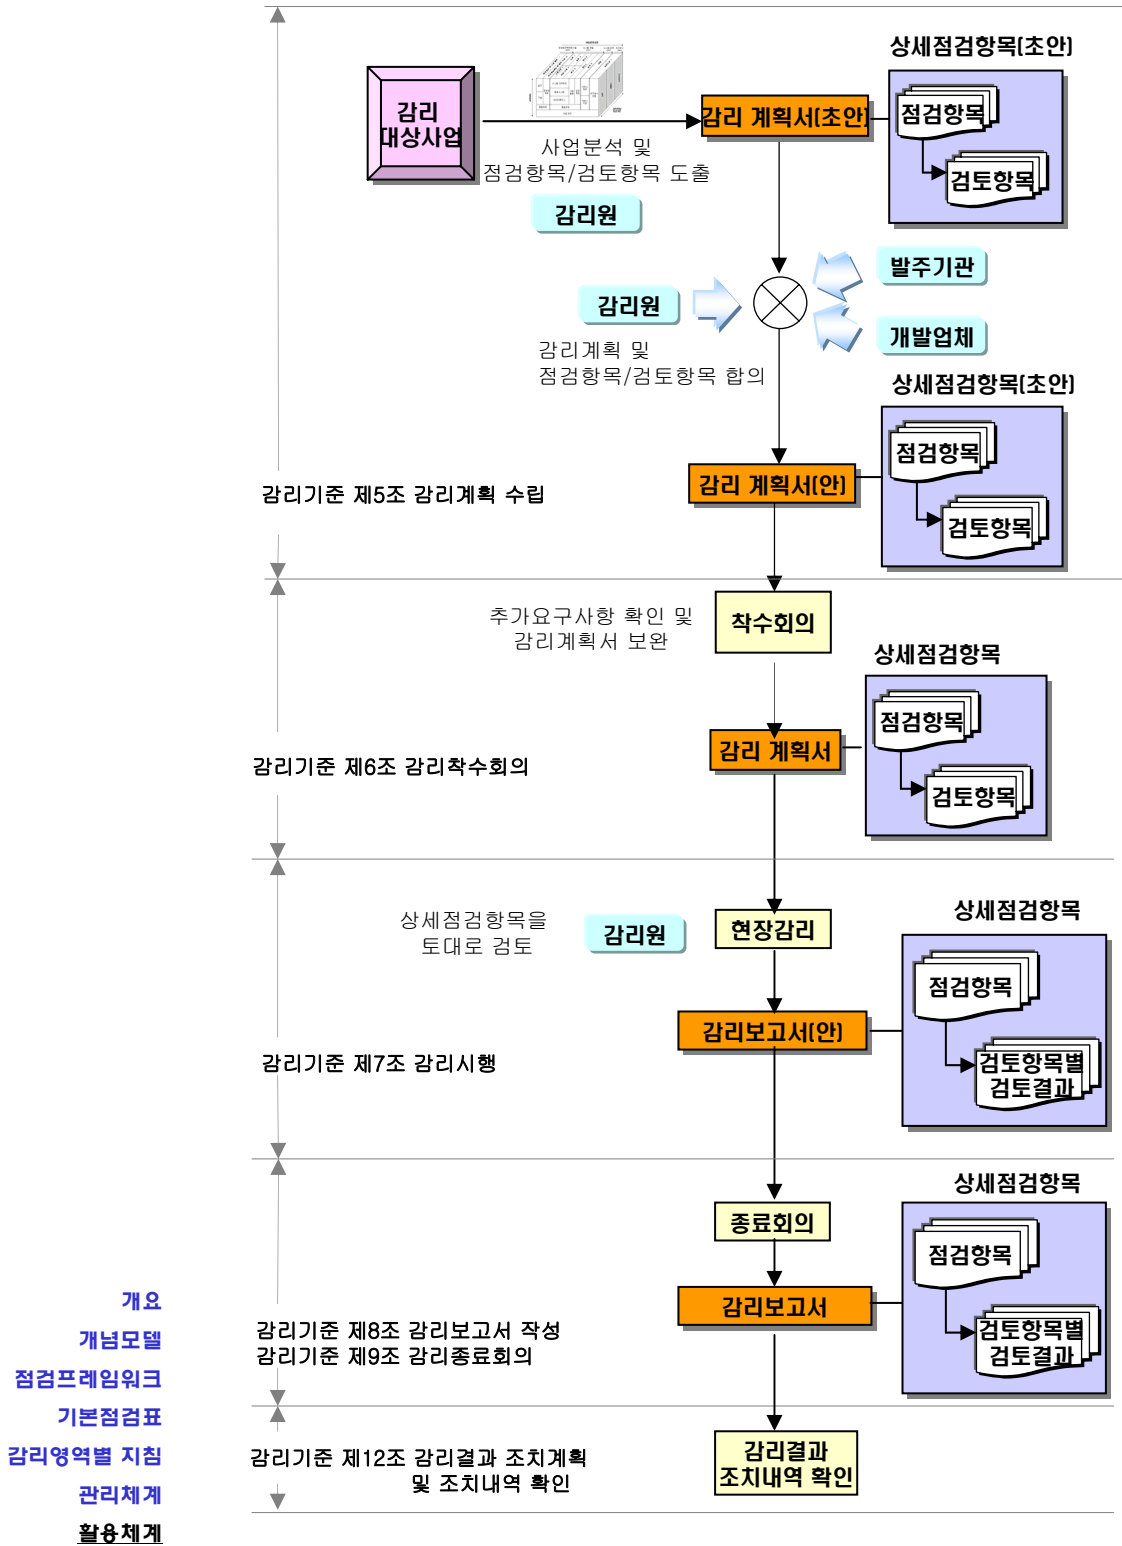 상세점검항목(초안)
감리
대상사업
감리 계획서(초안)
점검항목
검토항목
사업분석 및
점검항목/검토항목 도출
감리원
발주기관
감리원
개발업체
감리계획 및
점검항목/검토항목 합의
상세점검항목(초안)
점검항목
감리 계획서(안)
검토항목
감리기준 제5조 감리계획 수립
추가요구사항 확인 및
감리계획서 보완
착수회의
상세점검항목
점검항목
감리 계획서
검토항목
감리기준 제6조 감리착수회의
상세점검항목을
토대로 검토
감리원
현장감리
상세점검항목
점검항목
감리보고서(안)
검토항목별
검토결과
감리기준 제7조 감리시행
상세점검항목
종료회의
점검항목
감리보고서
검토항목별
검토결과
감리기준 제8조 감리보고서 작성
감리기준 제9조 감리종료회의
감리기준 제12조 감리결과 조치계획
및 조치내역 확인
감리결과
조치내역 확인
개요
개념모델
점검프레임워크
기본점검표
감리영역별 지침
관리체계
활용체계